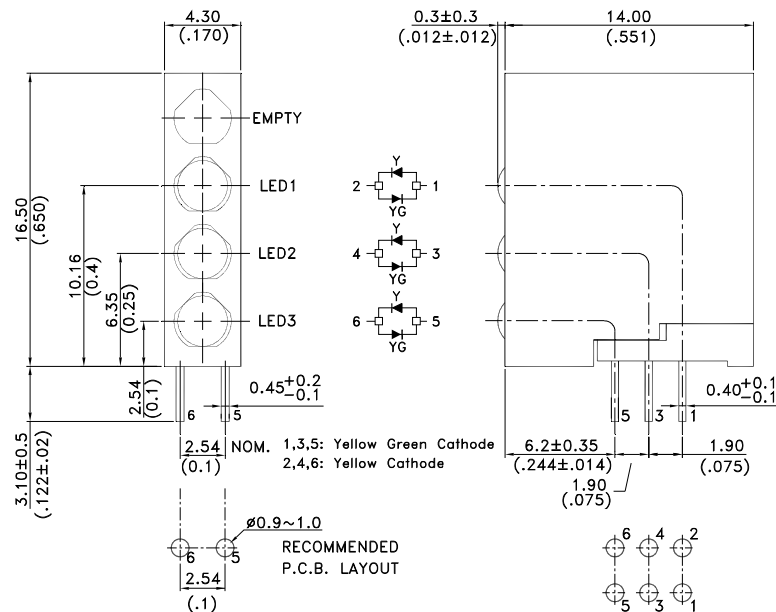 4.30
(.170)
0.3±0.3
(.012±.012)
14.00
(.551)
EMPTY
LED1
LED2
LED3
16.50
(.650)
10.16
(0.4)
6.35
(0.25)
2.54
(0.1)
3.10±0.5
(.122±.02)
Y
2 1
YG
Y
4 3
YG
Y
6 5
YG
0.45+0.2
-0.1
0.40+0.1
-0.1
6 5
5 3 1
2.54 NOM.
(0.1)
1,3,5: Yellow Green Cathode
2,4,6: Yellow Cathode
6.2±0.35
(.244±.014)
1.90
(.075)
1.90
(.075)
ø0.9~1.0
6 5
RECOMMENDED
P.C.B. LAYOUT
2.54
(.1)
6 4 2
5 3 1